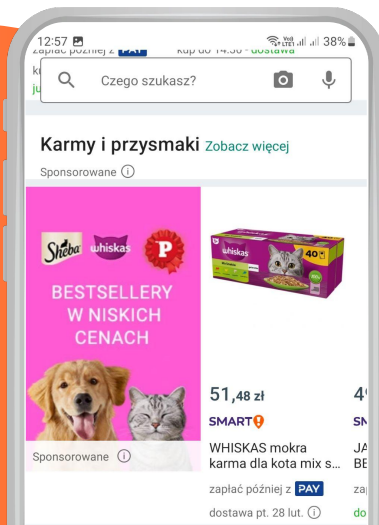 12:57
Vo)) LTE1
38%
zapłać później z PAY
kup do 14:30 - dostawa
Czego szukasz?
Karmy i przysmaki Zobacz więcej
Sponsorowane
Sheba whiskas P
BESTSELLERY
W NISKICH
CENACH
Sponsorowane
whiskas
40
51,48 zł
SMART!
WHISKAS mokra
karma dla kota mix s...
zapłać później z PAY
dostawa pt. 28 lut.